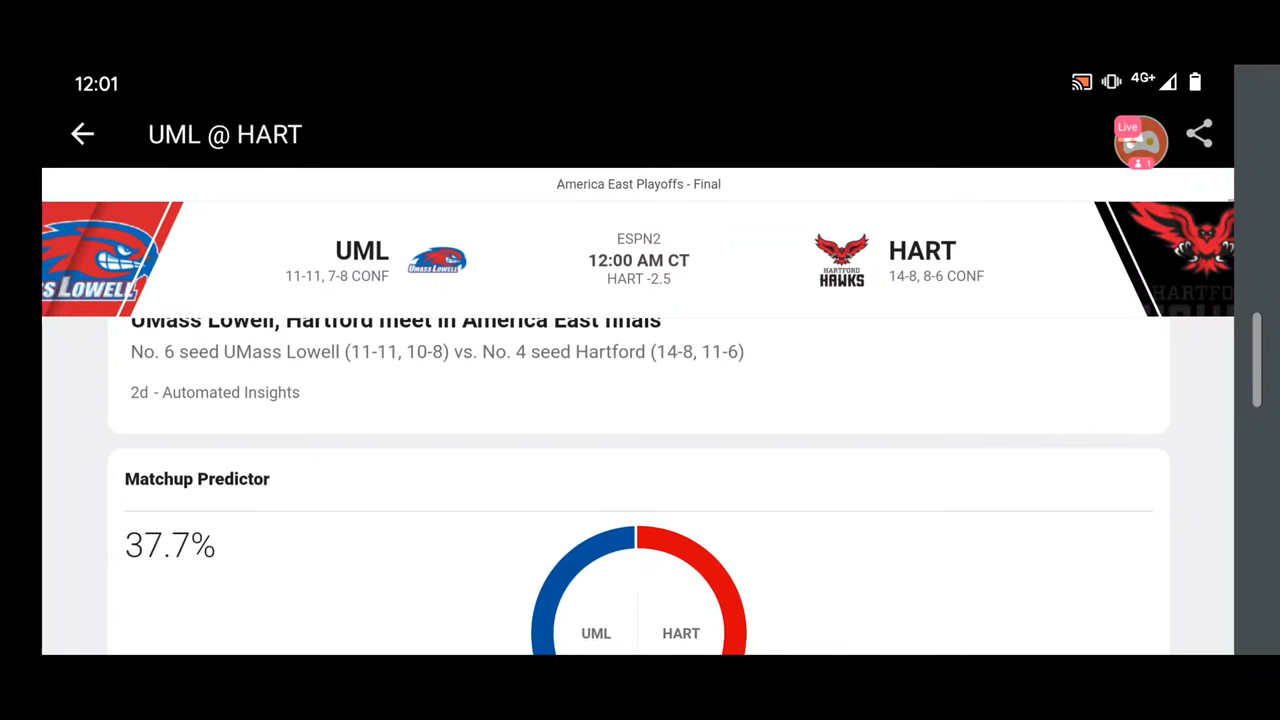 12:01
4G+
UML @ HART
Live
1
America East Playoffs - Final
UML
11-11, 7-8 CONF
UMASS LOWELL
ESPN2
12:00 AM CT
HART -2.5
HARTFORD
HAWKS
HART
14-8, 8-6 CONF
S LOWELL
HARTFO
UMass Lowell, Hartford meet in America East finals
No. 6 seed UMass Lowell (11-11, 10-8) vs. No. 4 seed Hartford (14-8, 11-6)
2d - Automated Insights
Matchup Predictor
37.7%
UML
HART